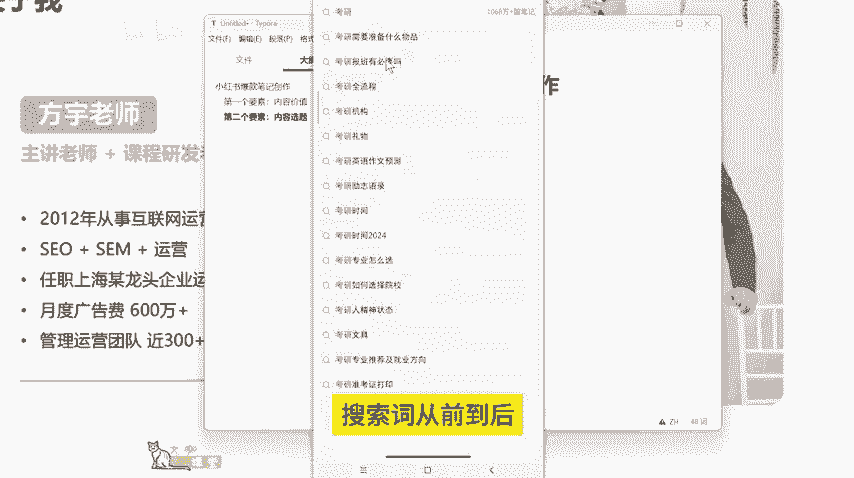 方宇老师
主讲老师 + 课程研发
2012年从事互联网运营
SEO + SEM + 运营
任职上海某龙头企业运
月度广告费 600万+
管理运营团队 近300+
Untitled• - Typora
文件(F) 编辑(E) 段落(P) 格式
文件
小红书爆款笔记创作
第一个要素：内容价值
第二个要素：内容选题
作
考研
1068万+篇笔记
考研需要准备什么物品
考研报班有必要吗
考研全流程
考研机构
考研礼物
考研英语作文预测
考研励志语录
考研时间
考研时间2024
考研专业怎么选
考研如何选择院校
考研人精神状态
考研文具
考研专业推荐及就业方向
考研准考证打印
搜索词从前到后
ZH
48 词